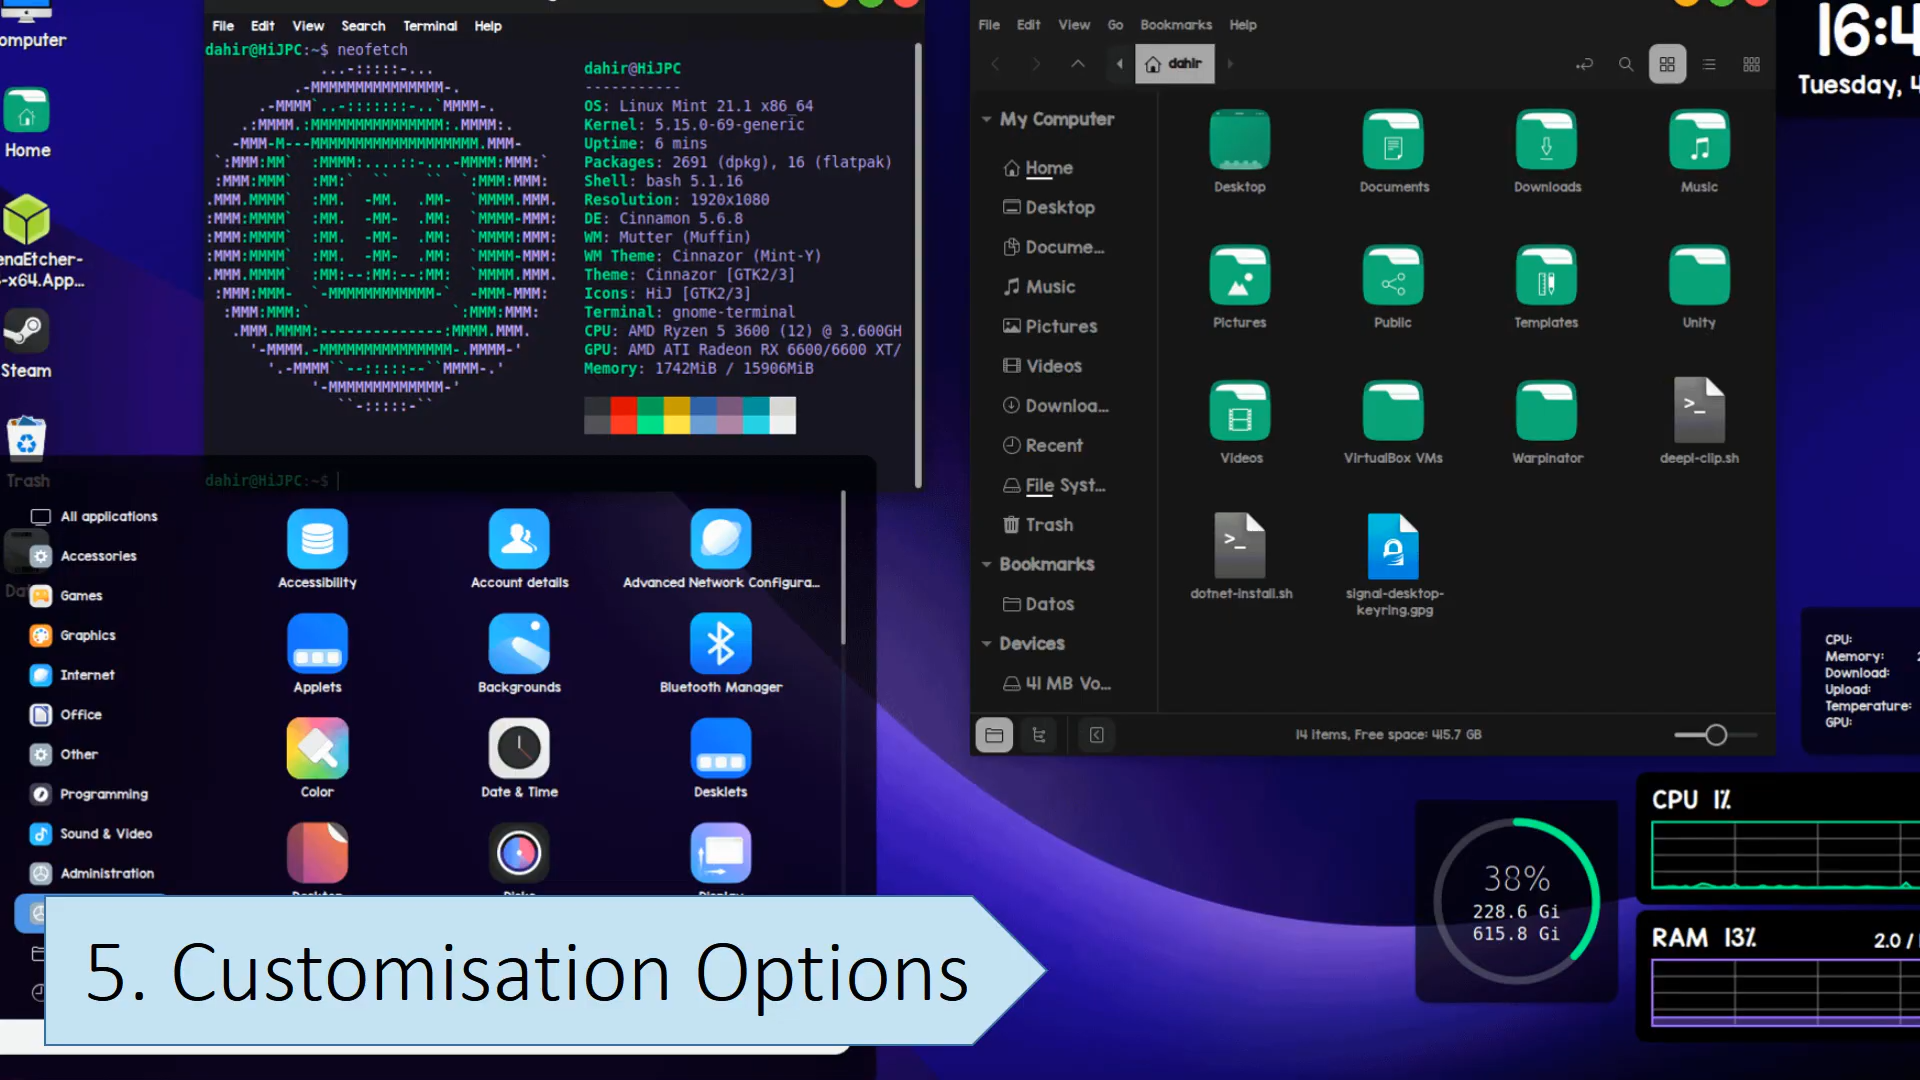 omputer
Home
enaEtcher-
-x64.App...
Steam
Trash
File Edit View Search Terminal Help
dahir@HiJPC:~$ neofetch
dahir@HiJPC
-----------
OS: Linux Mint 21.1 x86_64
Kernel: 5.15.0-69-generic
Uptime: 6 mins
Packages: 2691 (dpkg), 16 (flatpak)
Shell: bash 5.1.16
Resolution: 1920x1080
DE: Cinnamon 5.6.8
WM: Mutter (Muffin)
WM Theme: Cinnazor (Mint-Y)
Theme: Cinnazor [GTK2/3]
Icons: HiJ [GTK2/3]
Terminal: gnome-terminal
CPU: AMD Ryzen 5 3600 (12) @ 3.600GH
GPU: AMD ATI Radeon RX 6600/6600 XT/
Memory: 1742MiB / 15906MiB
dahir@HiJPC:~$
All applications
Accessories
Games
Graphics
Internet
Office
Other
Programming
Sound & Video
Administration
Accessibility
Account details
Advanced Network Configura...
Applets
Backgrounds
Bluetooth Manager
Color
Date & Time
Desklets
Desktop
Disks
Display
File Edit View Go Bookmarks Help
dahir
My Computer
Home
Desktop
Docume...
Music
Pictures
Videos
Downloa...
Recent
File Syst...
Trash
Bookmarks
Datos
Devices
41 MB Vo...
Desktop
Documents
Downloads
Music
Pictures
Public
Templates
Unity
Videos
VirtualBox VMs
Warpinator
deepl-clip.sh
dotnet-install.sh
signal-desktop-
keyring.gpg
14 items, Free space: 415.7 GB
16:4
Tuesday, 4
CPU:
Memory: 2
Download:
Upload:
Temperature:
GPU:
38%
228.6 Gi
615.8 Gi
CPU 1%
RAM 13% 2.0 /
5. Customisation Options